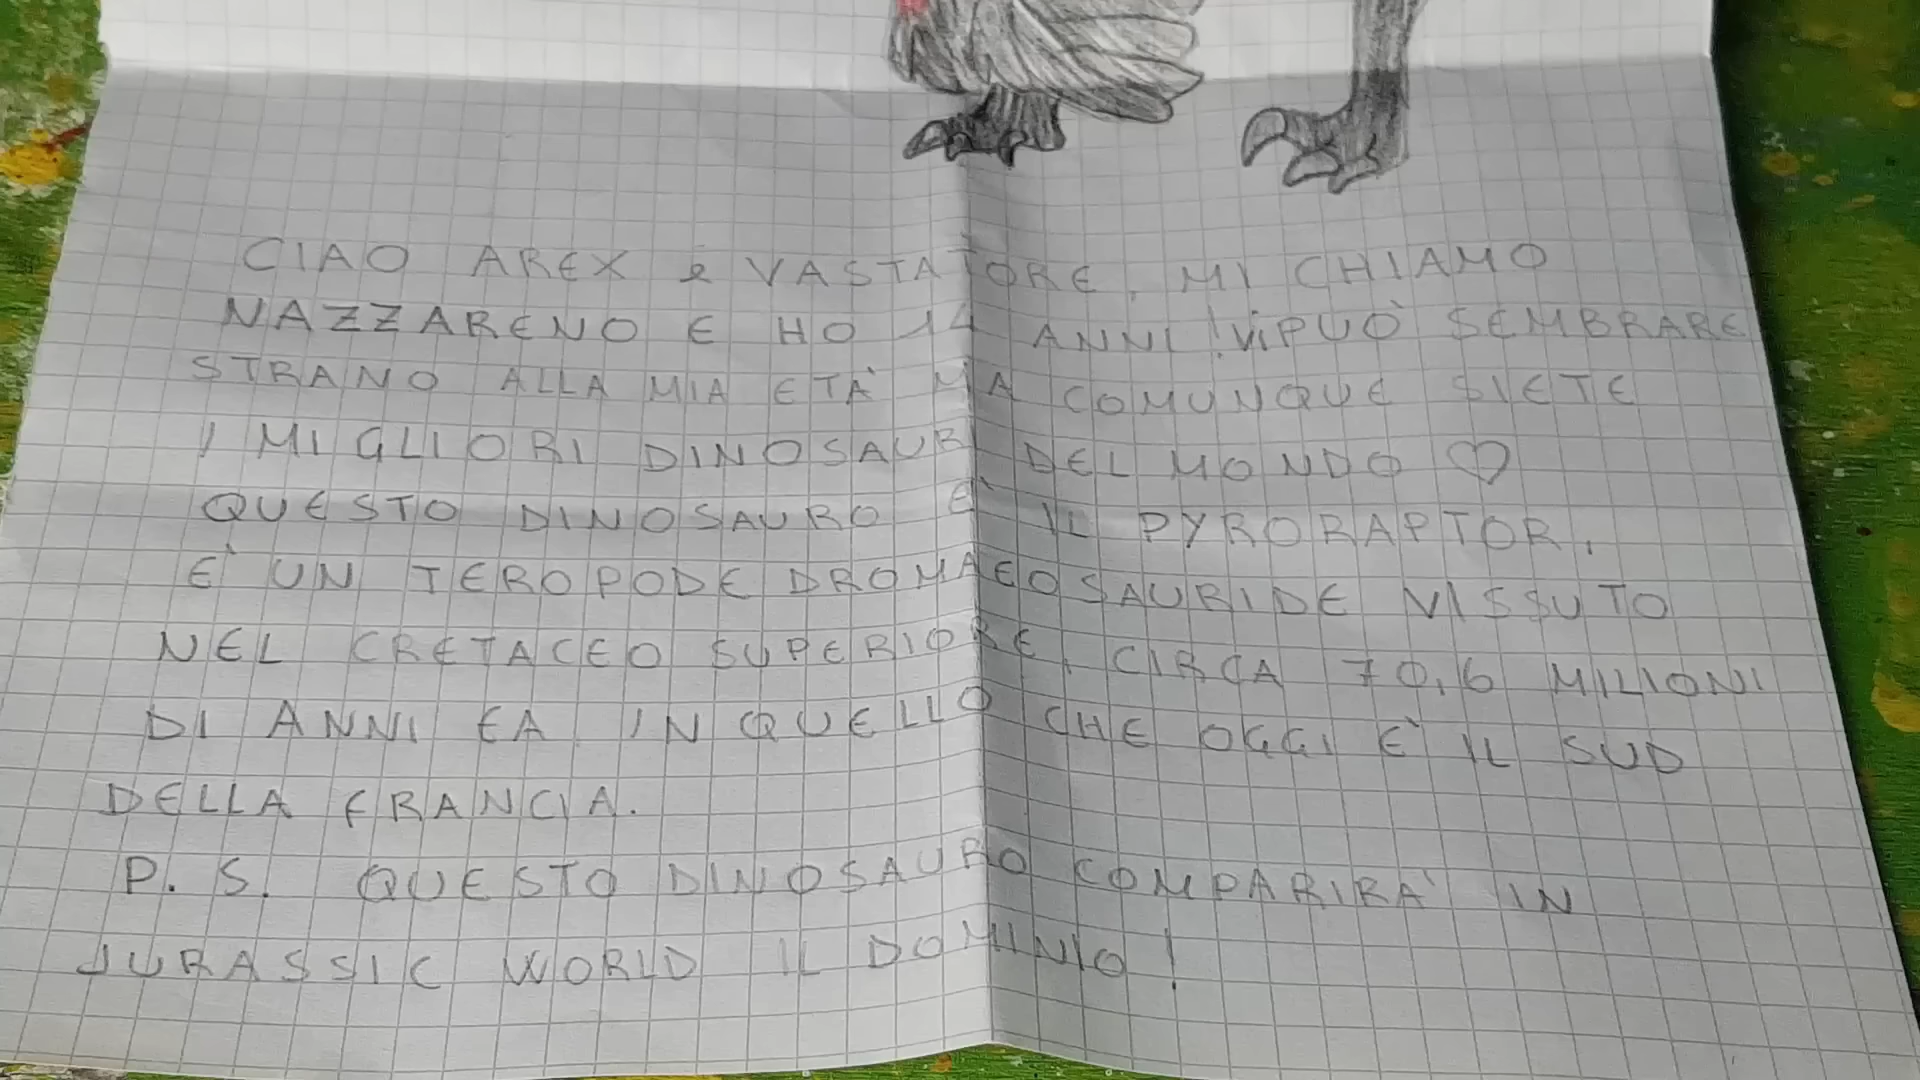 CIAO AREX e VASTATORE, MI CHIAMO
NAZZARENO E HO 14 ANNI! Vi PUÒ SEMBRARE
STRANO ALLA MIA ETÀ MA COMUNQUE SIETE
I MIGLIORI DINOSAURI DEL MONDO ♡
QUESTO DINOSAURO È IL PYRORAPTOR.
È UN TEROPODE DROMAEOSAURIDE VISSUTO
NEL CRETACEO SUPERIORE, CIRCA 70,6 MILIONI
DI ANNI FA IN QUELLO CHE OGGI È IL SUD
DELLA FRANCIA.
P. S. QUESTO DINOSAURO COMPARIRÀ IN
JURASSIC WORLD IL DOMINIO!